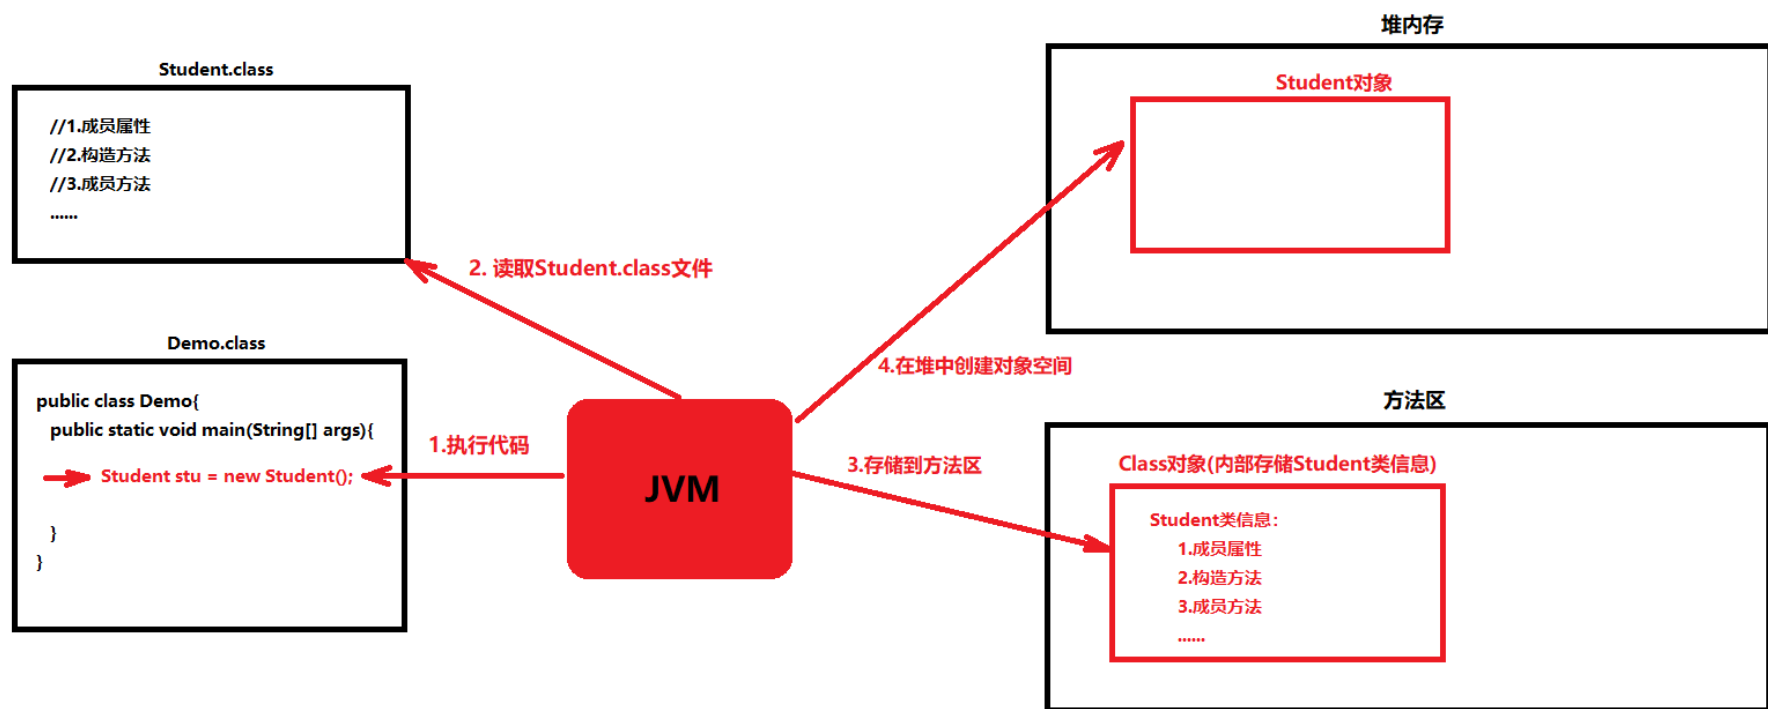 Student.class
//1.成员属性
//2.构造方法
//3.成员方法
......
2. 读取Student.class文件
Demo.class
public class Demo{
public static void main(String[] args){
Student stu = new Student();
}
}
1.执行代码
JVM
4.在堆中创建对象空间
3.存储到方法区
堆内存
Student对象
方法区
Class对象(内部存储Student类信息)
Student类信息：
1.成员属性
2.构造方法
3.成员方法
......